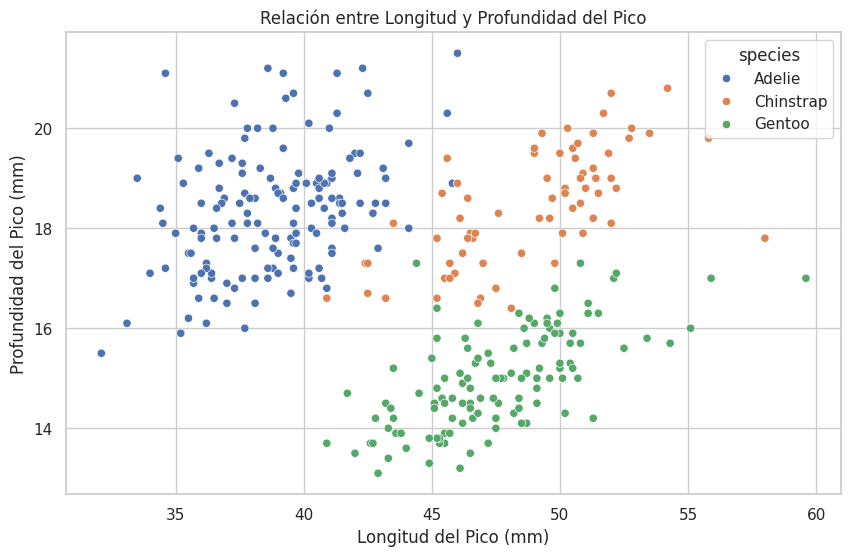 Relación entre Longitud y Profundidad del Pico
species
Adelie
Chinstrap
Gentoo
Profundidad del Pico (mm)
20
18
16
14
35
40
45
50
55
60
Longitud del Pico (mm)